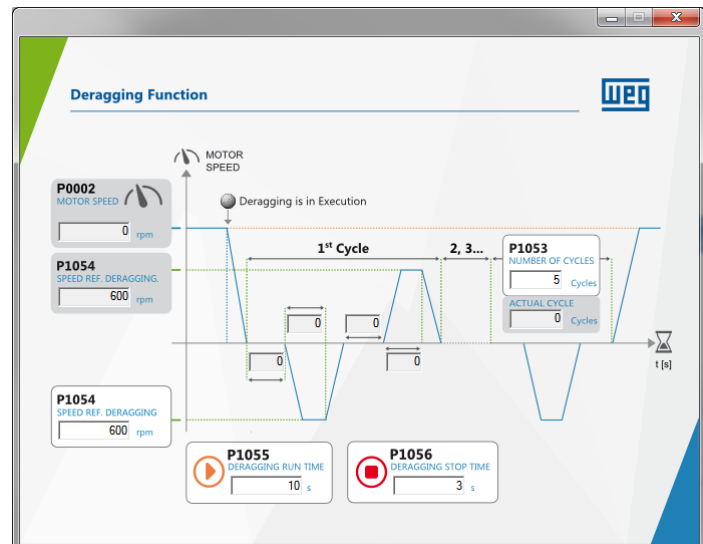 Deragging Function
WEG
MOTOR
SPEED
P0002
MOTOR SPEED
0 rpm
Deragging is in Execution
1st Cycle
2, 3...
P1053
NUMBER OF CYCLES
5 Cycles
ACTUAL CYCLE
0 Cycles
P1054
SPEED REF. DERAGGING.
600 rpm
0
0
0
0
t [s]
P1054
SPEED REF. DERAGGING
600 rpm
P1055
DERAGGING RUN TIME
10 s
P1056
DERAGGING STOP TIME
3 s